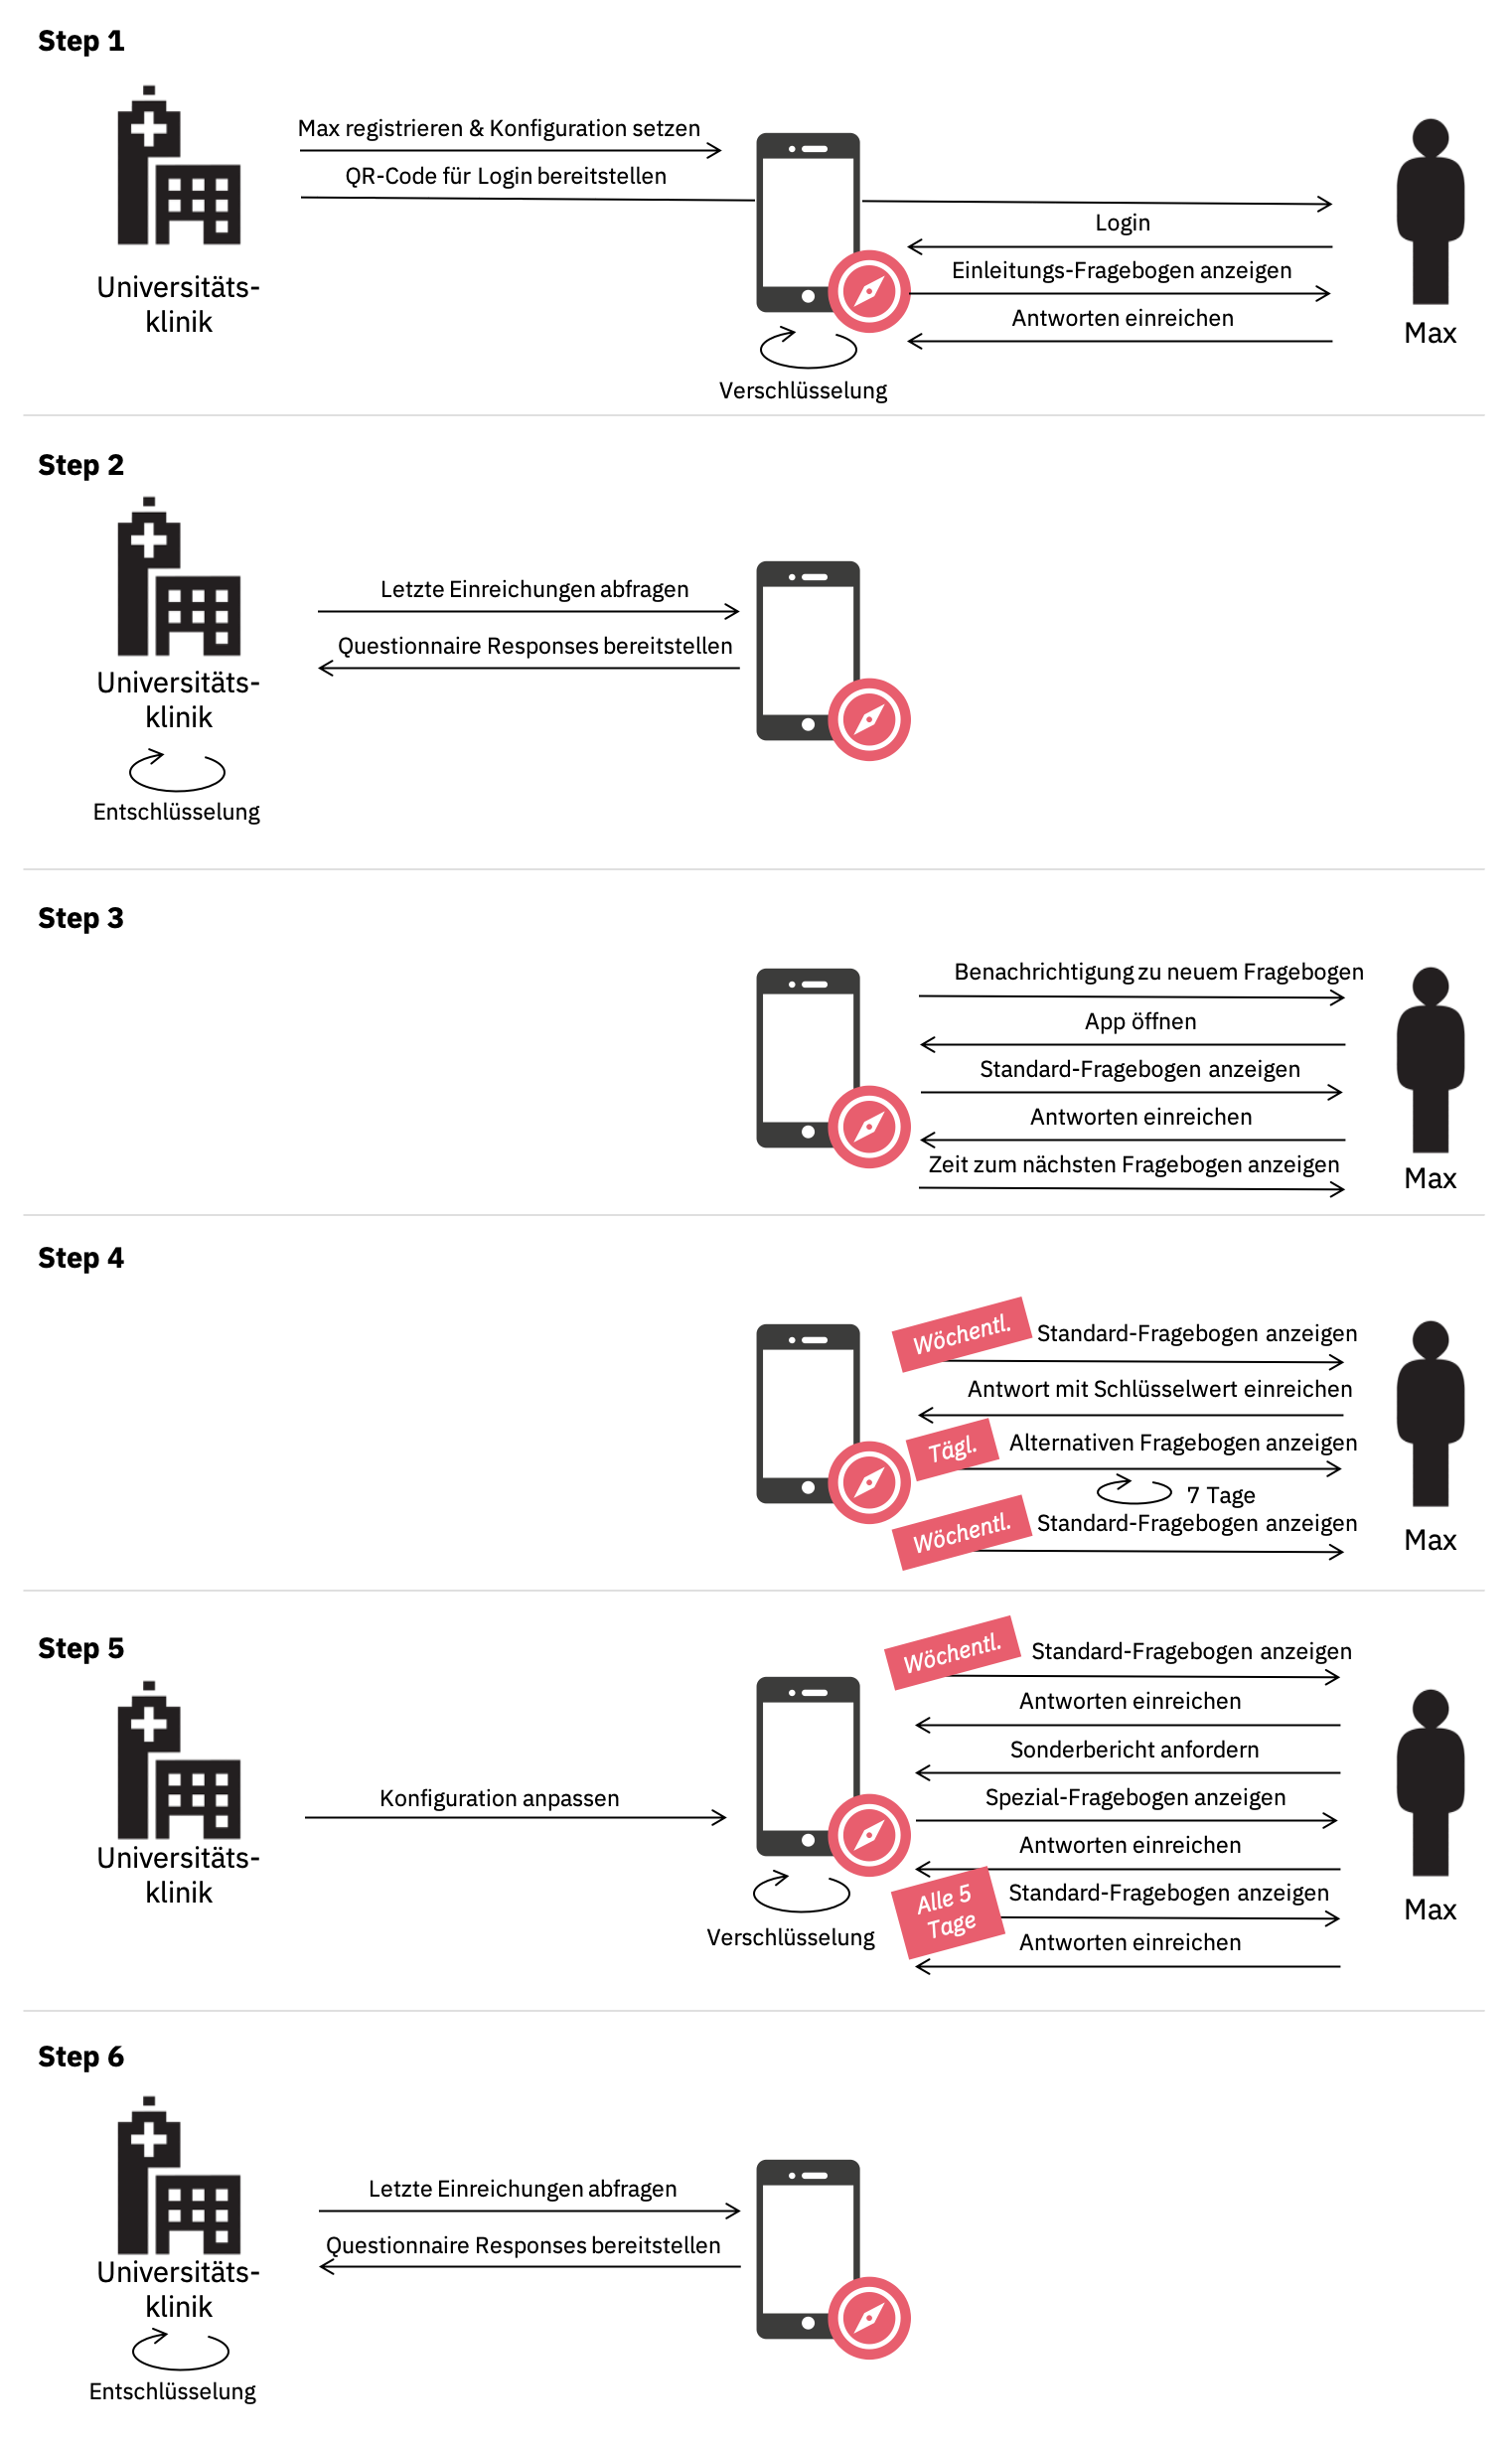 Step 1
Max registrieren & Konfiguration setzen
QR-Code für Login bereitstellen
Login
Einleitungs-Fragebogen anzeigen
Antworten einreichen
Universitäts-
klinik
Max
Verschlüsselung
Step 2
Letzte Einreichungen abfragen
Questionnaire Responses bereitstellen
Universitäts-
klinik
Entschlüsselung
Step 3
Benachrichtigung zu neuem Fragebogen
App öffnen
Standard-Fragebogen anzeigen
Antworten einreichen
Zeit zum nächsten Fragebogen anzeigen
Max
Step 4
Wöchentl.
Standard-Fragebogen anzeigen
Antwort mit Schlüsselwert einreichen
Tägl.
Alternativen Fragebogen anzeigen
7 Tage
Wöchentl.
Standard-Fragebogen anzeigen
Max
Step 5
Wöchentl.
Standard-Fragebogen anzeigen
Antworten einreichen
Sonderbericht anfordern
Konfiguration anpassen
Spezial-Fragebogen anzeigen
Antworten einreichen
Universitäts-
klinik
Alle 5
Tage
Standard-Fragebogen anzeigen
Max
Verschlüsselung
Antworten einreichen
Step 6
Letzte Einreichungen abfragen
Questionnaire Responses bereitstellen
Universitäts-
klinik
Entschlüsselung